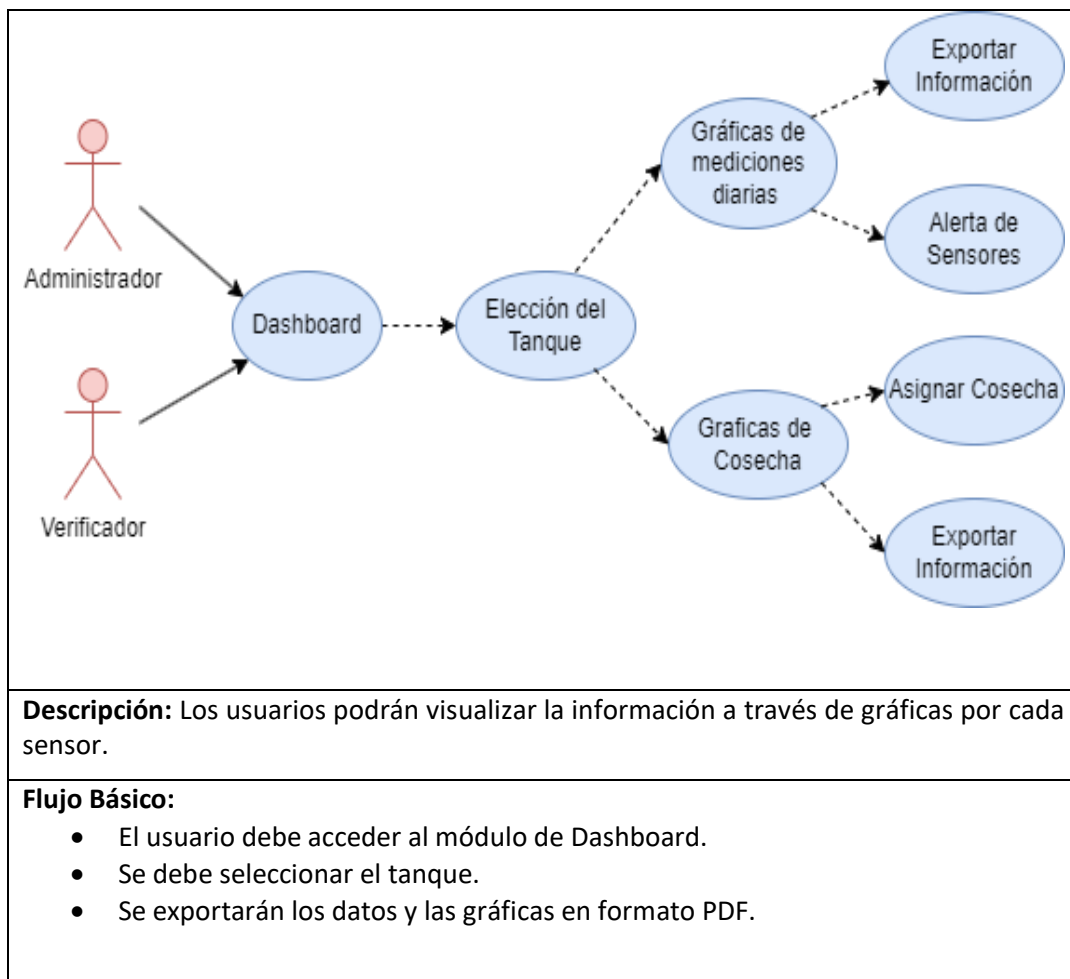 Exportar
Información
Gráficas de
mediciones
diarias
Administrador
Alerta de
Sensores
Dashboard
Elección del
Tanque
Asignar Cosecha
Graficas de
Cosecha
Verificador
Exportar
Información
Descripción: Los usuarios podrán visualizar la información a través de gráficas por cada
sensor.
Flujo Básico:
• El usuario debe acceder al módulo de Dashboard.
• Se debe seleccionar el tanque.
• Se exportarán los datos y las gráficas en formato PDF.